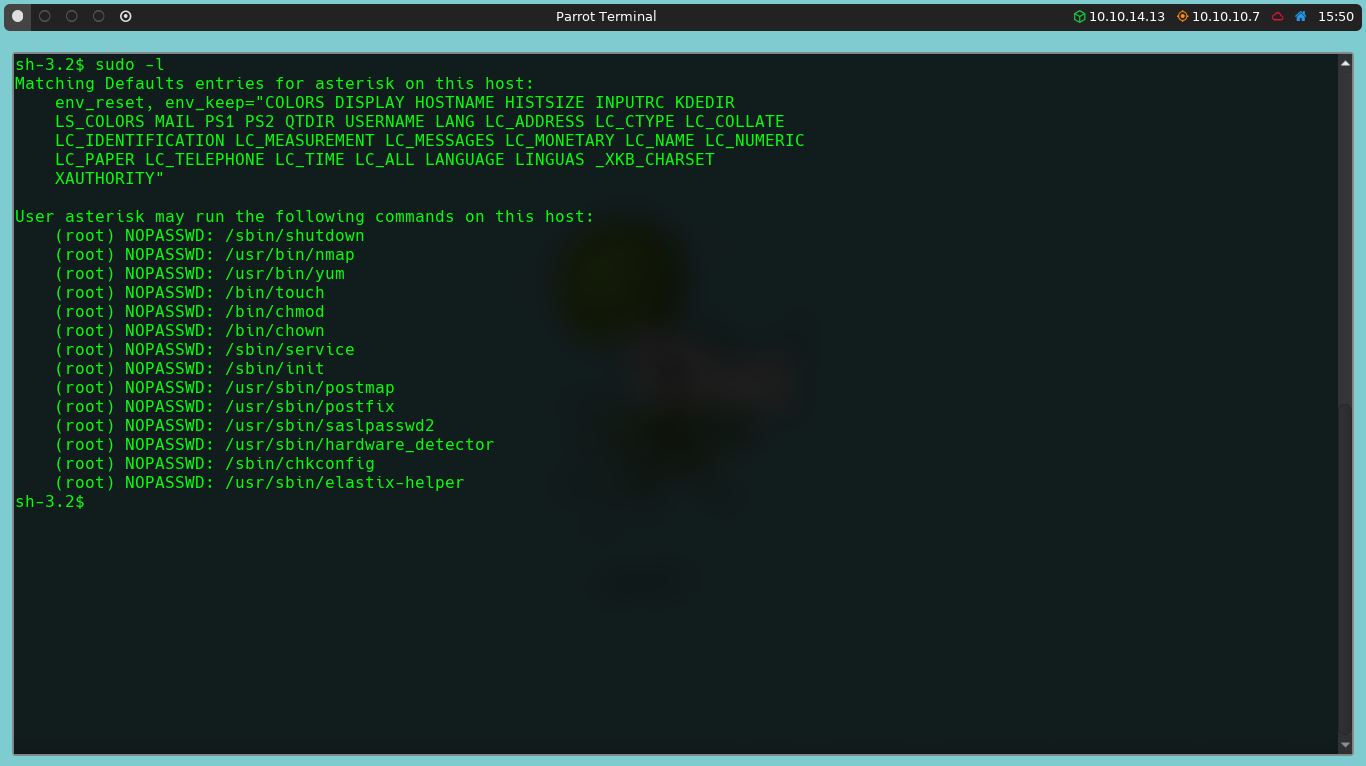 Parrot Terminal
10.10.14.13 10.10.10.7 15:50
sh-3.2$ sudo -l
Matching Defaults entries for asterisk on this host:
    env_reset, env_keep="COLORS DISPLAY HOSTNAME HISTSIZE INPUTRC KDEDIR
    LS_COLORS MAIL PS1 PS2 QTDIR USERNAME LANG LC_ADDRESS LC_CTYPE LC_COLLATE
    LC_IDENTIFICATION LC_MEASUREMENT LC_MESSAGES LC_MONETARY LC_NAME LC_NUMERIC
    LC_PAPER LC_TELEPHONE LC_TIME LC_ALL LANGUAGE LINGUAS _XKB_CHARSET
    XAUTHORITY"

User asterisk may run the following commands on this host:
    (root) NOPASSWD: /sbin/shutdown
    (root) NOPASSWD: /usr/bin/nmap
    (root) NOPASSWD: /usr/bin/yum
    (root) NOPASSWD: /bin/touch
    (root) NOPASSWD: /bin/chmod
    (root) NOPASSWD: /bin/chown
    (root) NOPASSWD: /sbin/service
    (root) NOPASSWD: /sbin/init
    (root) NOPASSWD: /usr/sbin/postmap
    (root) NOPASSWD: /usr/sbin/postfix
    (root) NOPASSWD: /usr/sbin/saslpasswd2
    (root) NOPASSWD: /usr/sbin/hardware_detector
    (root) NOPASSWD: /sbin/chkconfig
    (root) NOPASSWD: /usr/sbin/elastix-helper
sh-3.2$